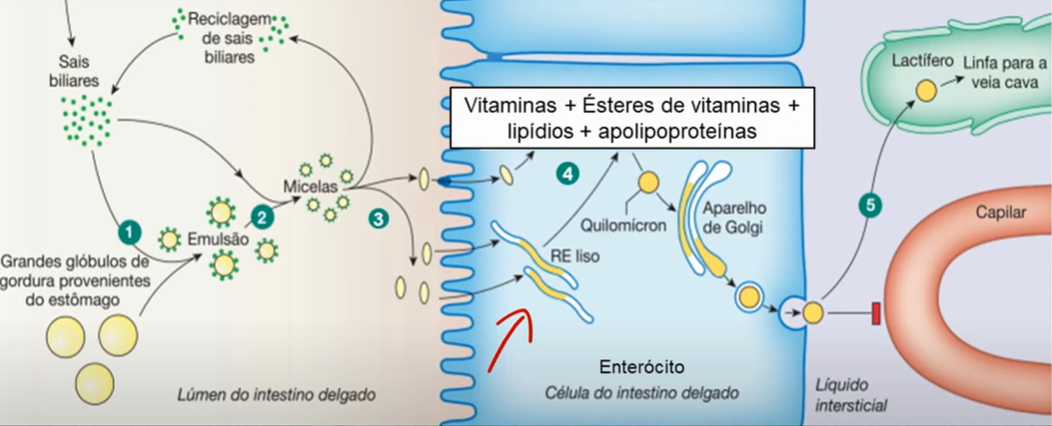 Reciclagem
de sais
biliares
Sais
biliares
Micelas
1
2
3
Emulsão
Grandes glóbulos de
gordura provenientes
do estômago
Lúmen do intestino delgado
Vitaminas + Ésteres de vitaminas +
lipídios + apolipoproteínas
4
Quilomícron
Aparelho
de Golgi
RE liso
Enterócito
Célula do intestino delgado
Lactífero
Linfa para a
veia cava
5
Capilar
Líquido
intersticial